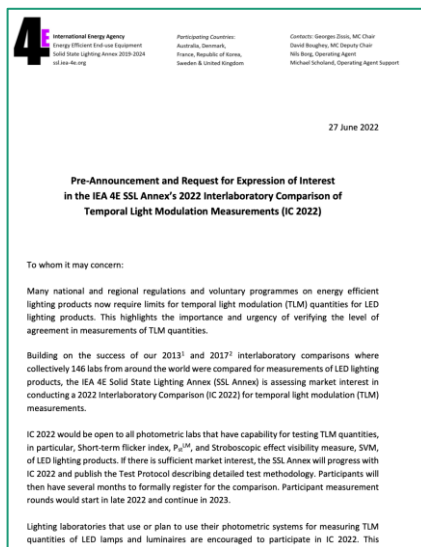 4E
International Energy Agency
Energy Efficient End-use Equipment
Solid State Lighting Annex 2019-2024
ssl.iea-4e.org
Participating Countries:
Australia, Denmark,
France, Republic of Korea,
Sweden & United Kingdom
Contacts: Georges Zissis, MC Chair
David Boughey, MC Deputy Chair
Nils Borg, Operating Agent
Michael Scholand, Operating Agent Support
27 June 2022
Pre-Announcement and Request for Expression of Interest
in the IEA 4E SSL Annex's 2022 Interlaboratory Comparison of
Temporal Light Modulation Measurements (IC 2022)
To whom it may concern:
Many national and regional regulations and voluntary programmes on energy efficient
lighting products now require limits for temporal light modulation (TLM) quantities for LED
lighting products. This highlights the importance and urgency of verifying the level of
agreement in measurements of TLM quantities.
Building on the success of our 2013¹ and 2017² interlaboratory comparisons where
collectively 146 labs from around the world were compared for measurements of LED lighting
products, the IEA 4E Solid State Lighting Annex (SSL Annex) is assessing market interest in
conducting a 2022 Interlaboratory Comparison (IC 2022) for temporal light modulation (TLM)
measurements.
IC 2022 would be open to all photometric labs that have capability for testing TLM quantities,
in particular, Short-term flicker index, Pstᴸᴹ, and Stroboscopic effect visibility measure, SVM,
of LED lighting products. If there is sufficient market interest, the SSL Annex will progress with
IC 2022 and publish the Test Protocol describing detailed test methodology. Participants will
then have several months to formally register for the comparison. Participant measurement
rounds would start in late 2022 and continue in 2023.
Lighting laboratories that use or plan to use their photometric systems for measuring TLM
quantities of LED lamps and luminaires are encouraged to participate in IC 2022. This